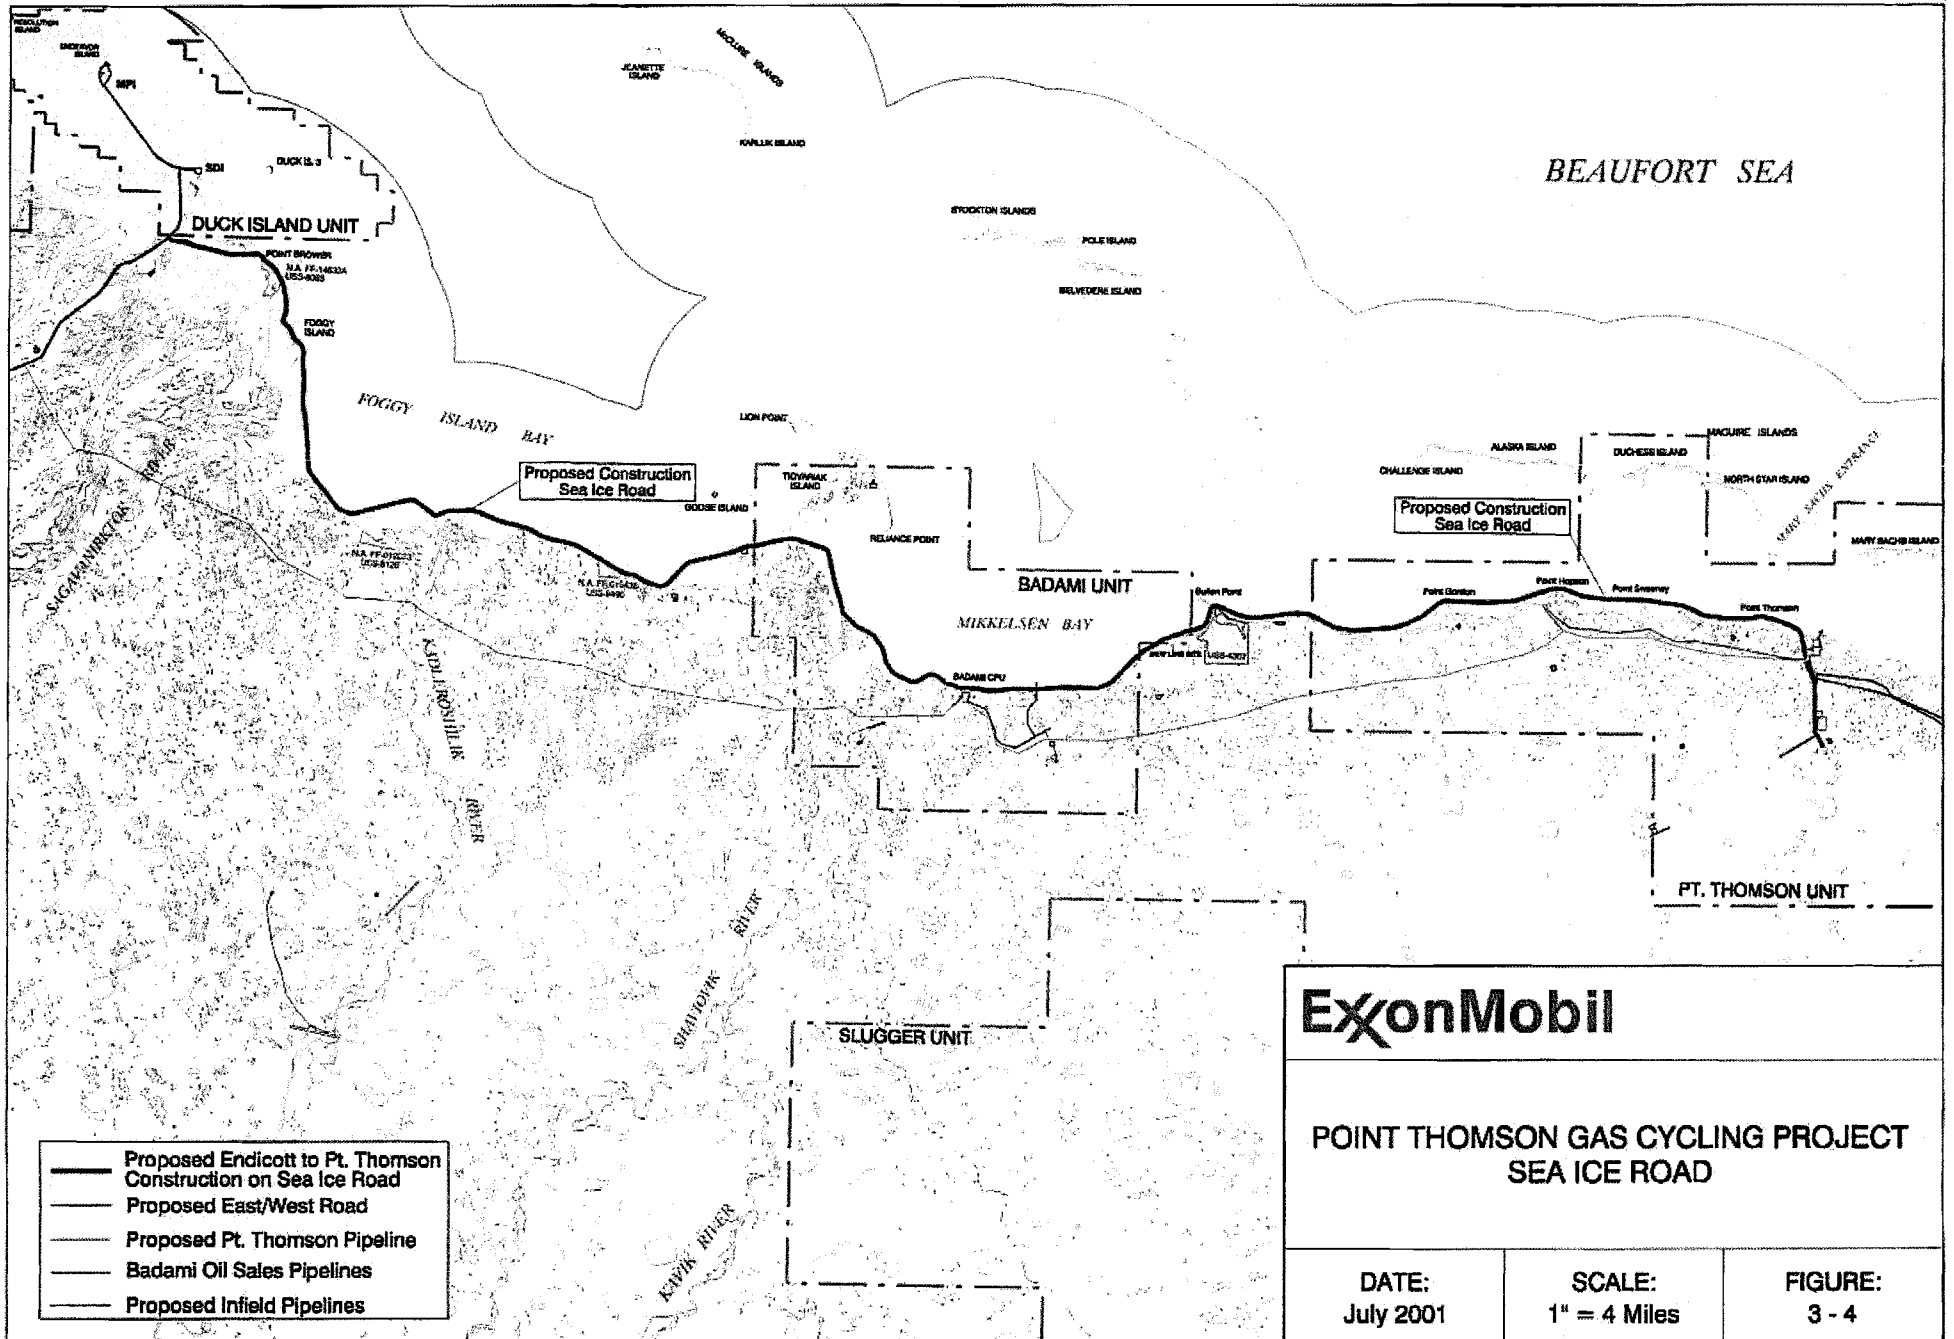 RESOLUTION
ISLAND
ENDEAVOR
ISLAND
MPI
SDI
DUCK IS. 3
DUCK ISLAND UNIT
POINT BROWER
FOGGY
ISLAND
JEANETTE
ISLAND
McCLURE ISLANDS
KARLUK ISLAND
STOCKTON ISLANDS
POLE ISLAND
BELVEDERE ISLAND
BEAUFORT SEA
FOGGY ISLAND BAY
LION POINT
Proposed Construction
Sea Ice Road
GOOSE ISLAND
TIGVARIAK
ISLAND
RELIANCE POINT
BADAMI UNIT
MIKKELSEN BAY
BADAMI CPU
Bullen Point
CHALLENGE ISLAND
ALASKA ISLAND
DUCHESS ISLAND
MAGUIRE ISLANDS
NORTH STAR ISLAND
MARY SACHS ENTRANCE
MARY SACHS ISLAND
Proposed Construction
Sea Ice Road
Point Gordon
Point Hopson
Point Sweeney
Point Thomson
SAGAVANIRKTOK RIVER
KADLEROSHILIK RIVER
SHAVIOVIK RIVER
KAVIK RIVER
PT. THOMSON UNIT
SLUGGER UNIT
Proposed Endicott to Pt. Thomson
Construction on Sea Ice Road
Proposed East/West Road
Proposed Pt. Thomson Pipeline
Badami Oil Sales Pipelines
Proposed Infield Pipelines
ExxonMobil
POINT THOMSON GAS CYCLING PROJECT
SEA ICE ROAD
DATE:
July 2001
SCALE:
1" = 4 Miles
FIGURE:
3 - 4